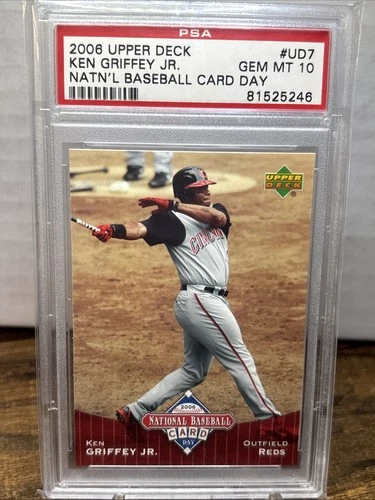 PSA
2006 UPPER DECK #UD7
KEN GRIFFEY JR. GEM MT 10
NATN'L BASEBALL CARD DAY
81525246
UPPER
DECK
2006
NATIONAL BASEBALL
CARD
DAY
KEN
GRIFFEY JR.
OUTFIELD
REDS